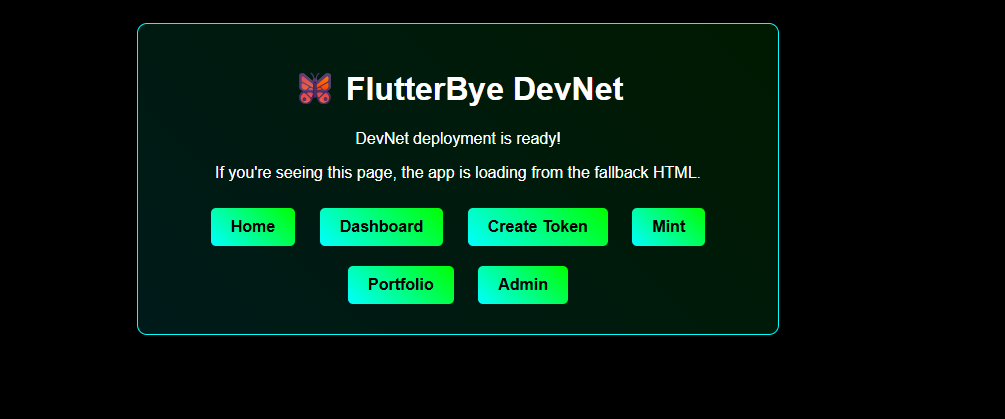 FlutterBye DevNet
DevNet deployment is ready!
If you're seeing this page, the app is loading from the fallback HTML.
Home Dashboard Create Token Mint
Portfolio Admin